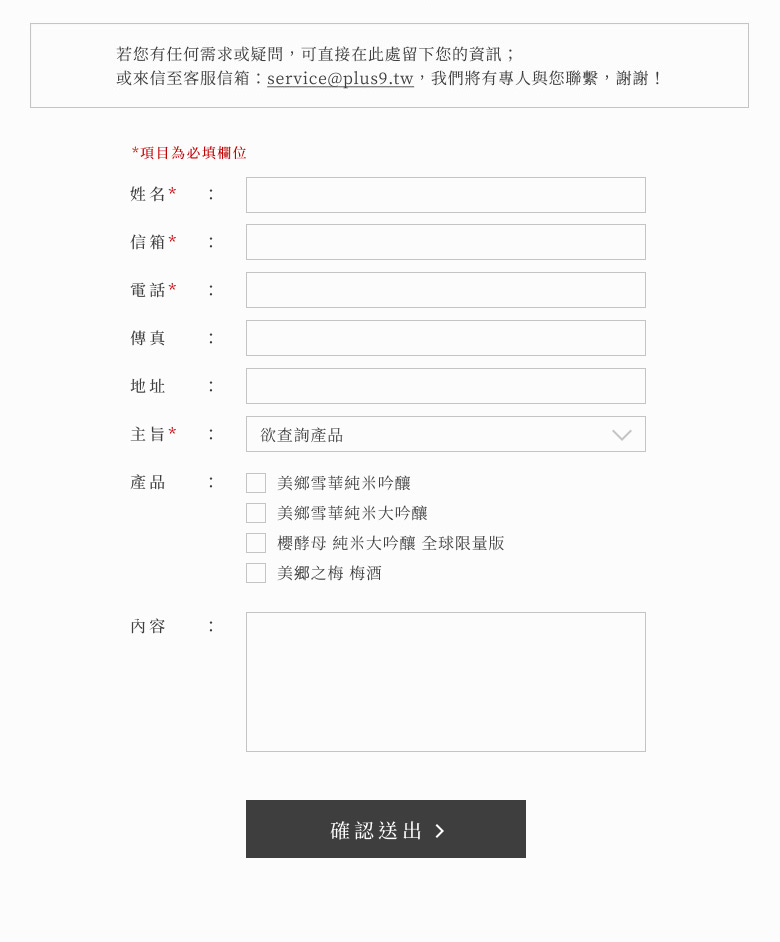 若您有任何需求或疑問，可直接在此處留下您的資訊；
或來信至客服信箱：service@plus9.tw，我們將有專人與您聯繫，謝謝！
*項目為必填欄位
姓名*　：
信箱*　：
電話*　：
傳真　：
地址　：
主旨*　：　欲查詢產品
產品　：　美鄉雪華純米吟釀
美鄉雪華純米大吟釀
櫻酵母 純米大吟釀 全球限量版
美郷之梅 梅酒
內容　：
確認送出